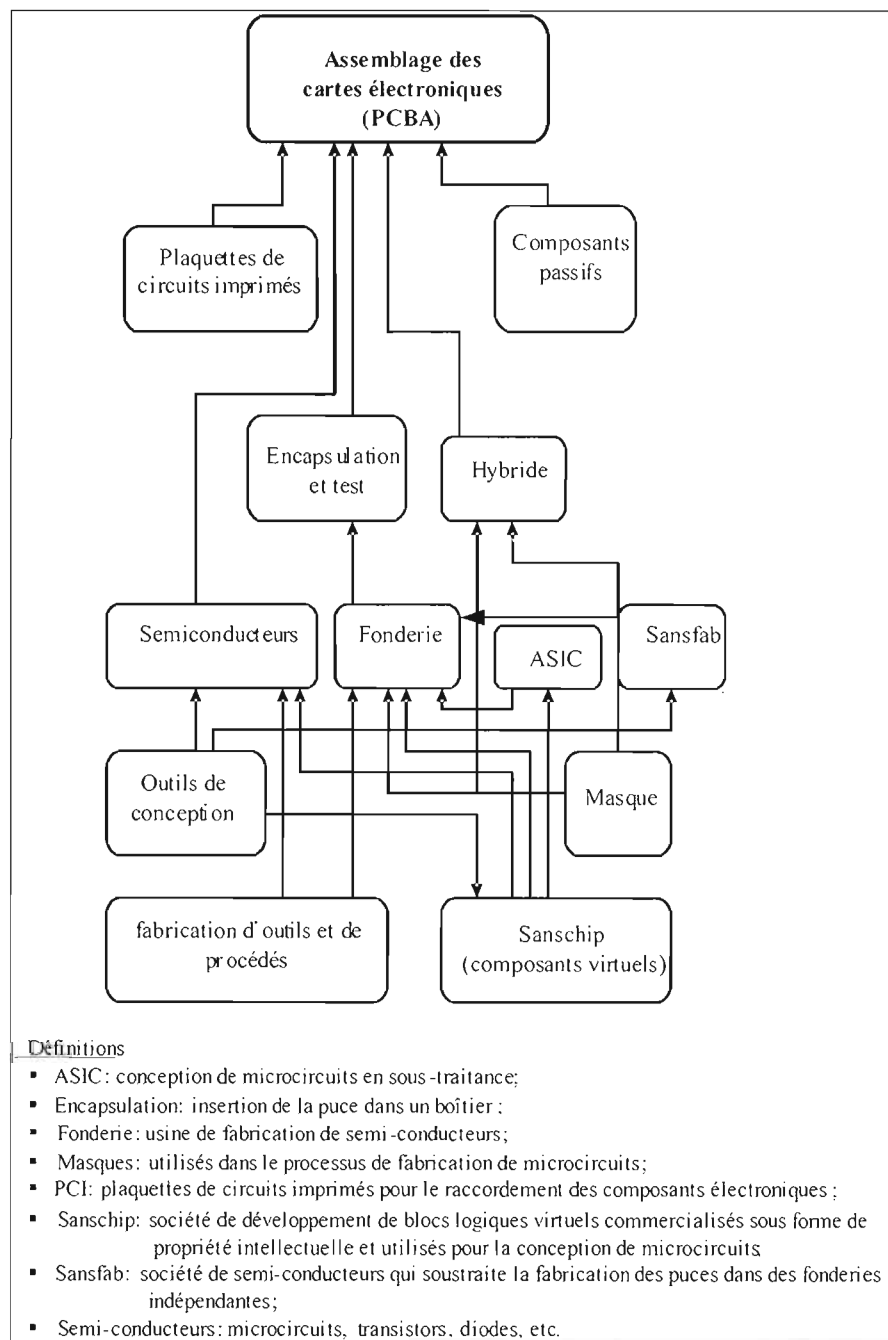 Assemblage des
cartes électroniques
(PCBA)
Plaquettes de
circuits imprimés
Composants
passifs
Encapsulation
et test
Hybride
Semiconducteurs
Fonderie
ASIC
Sansfab
Outils de
conception
Masque
fabrication d'outils et de
procédés
Sanschip
(composants virtuels)
Définitions
▪ ASIC: conception de microcircuits en sous-traitance;
▪ Encapsulation: insertion de la puce dans un boîtier ;
▪ Fonderie: usine de fabrication de semi-conducteurs;
▪ Masques: utilisés dans le processus de fabrication de microcircuits;
▪ PCI: plaquettes de circuits imprimés pour le raccordement des composants électroniques ;
▪ Sanschip: société de développement de blocs logiques virtuels commercialisés sous forme de
propriété intellectuelle et utilisés pour la conception de microcircuits;
▪ Sansfab: société de semi-conducteurs qui soustraite la fabrication des puces dans des fonderies
indépendantes;
▪ Semi-conducteurs: microcircuits, transistors, diodes, etc.